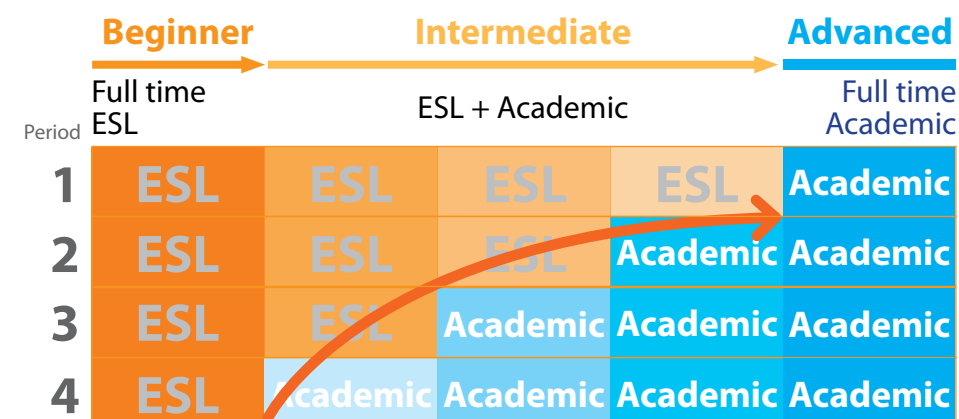 Beginner Intermediate Advanced
Full time
ESL
ESL + Academic
Full time
Academic
Period
1 ESL ESL ESL ESL Academic
2 ESL ESL ESL Academic Academic
3 ESL ESL Academic Academic Academic
4 ESL Academic Academic Academic Academic